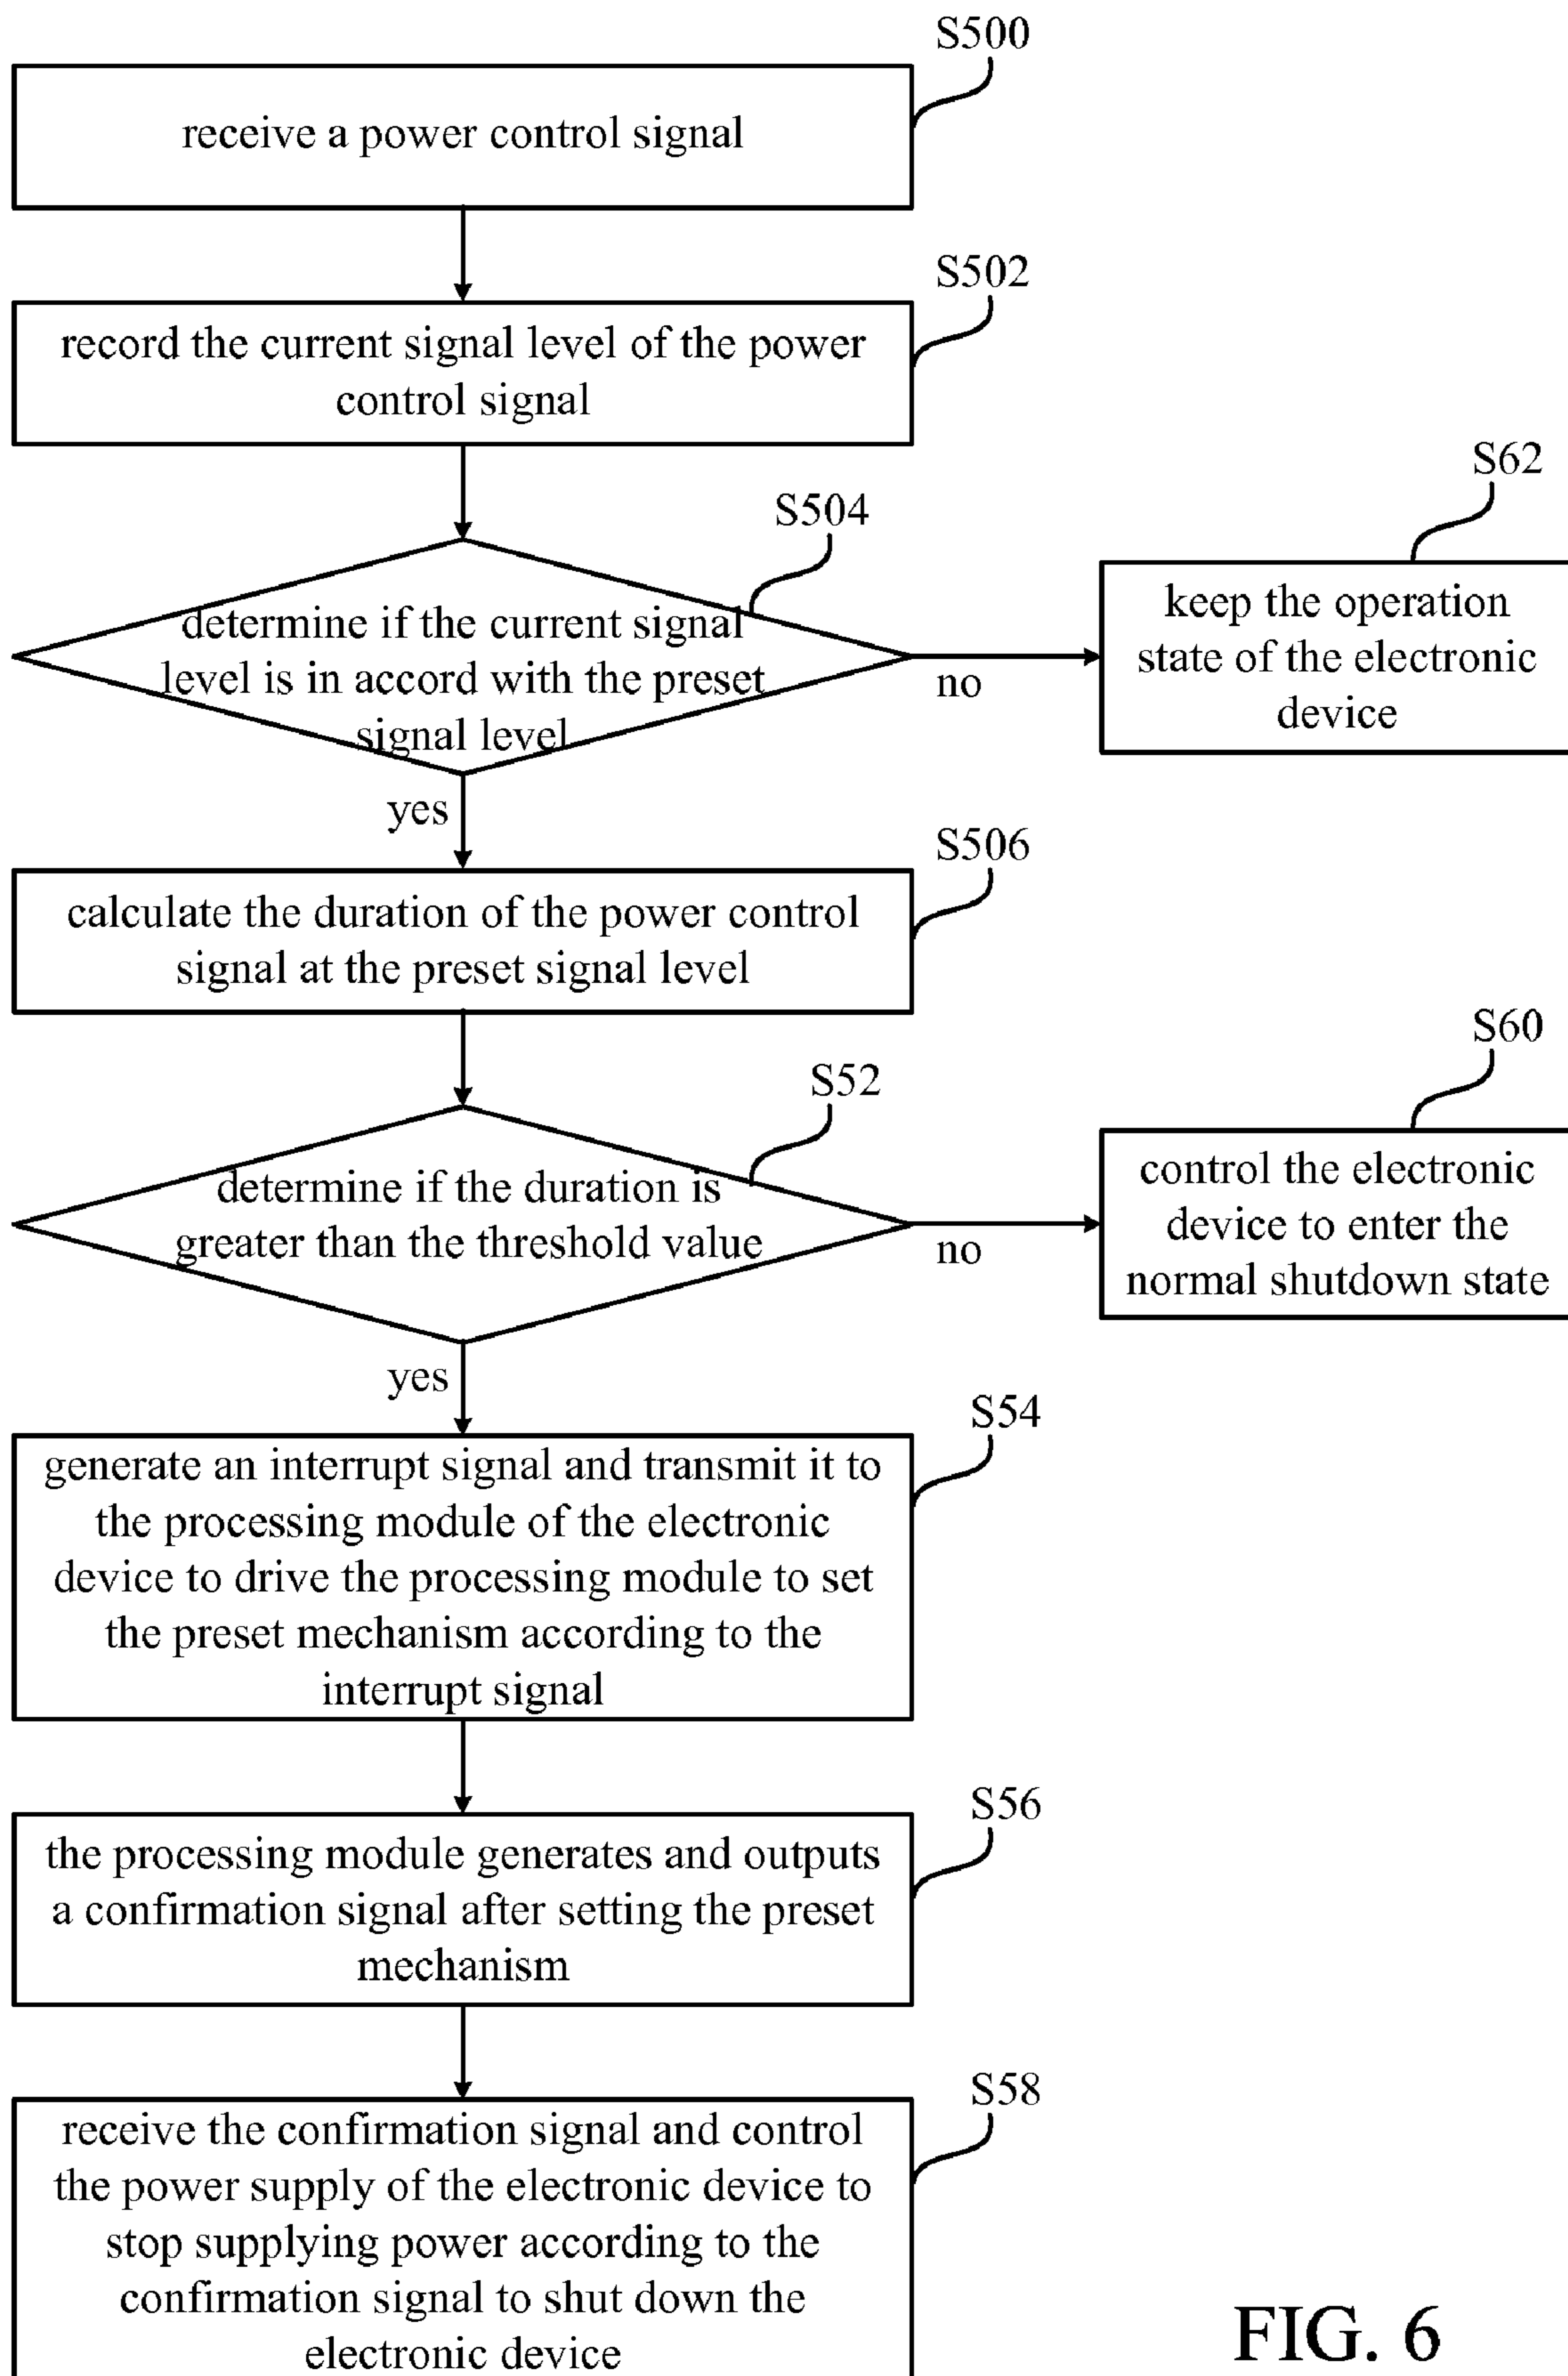 S500
receive a power control signal
S502
record the current signal level of the power
control signal
S504
determine if the current signal
level is in accord with the preset
signal level
no
S62
keep the operation
state of the electronic
device
yes
S506
calculate the duration of the power control
signal at the preset signal level
S52
determine if the duration is
greater than the threshold value
no
S60
control the electronic
device to enter the
normal shutdown state
yes
S54
generate an interrupt signal and transmit it to
the processing module of the electronic
device to drive the processing module to set
the preset mechanism according to the
interrupt signal
S56
the processing module generates and outputs
a confirmation signal after setting the preset
mechanism
S58
receive the confirmation signal and control
the power supply of the electronic device to
stop supplying power according to the
confirmation signal to shut down the
electronic device
FIG. 6